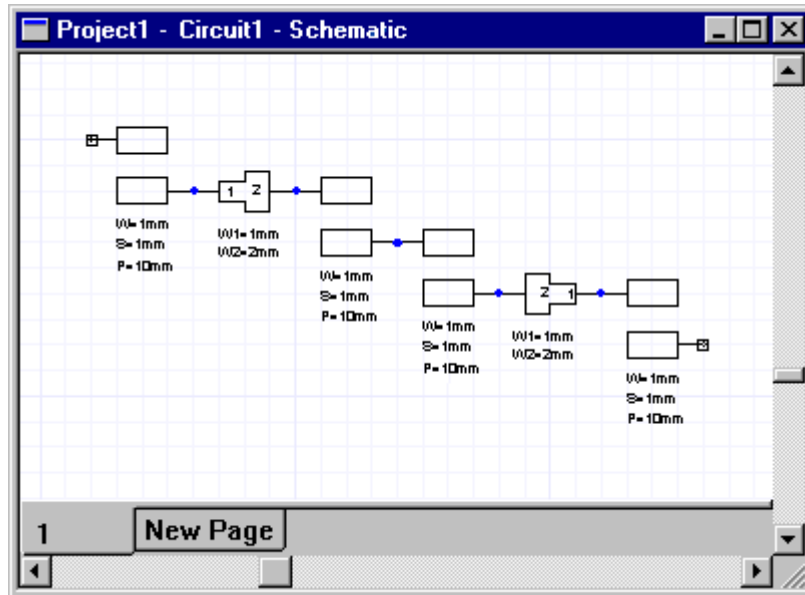 Project1 - Circuit1 - Schematic
1 2
W=1mm
S=1mm
P=10mm
W1=1mm
W2=2mm
W=1mm
S=1mm
P=10mm
2 1
W=1mm
S=1mm
P=10mm
W1=1mm
W2=2mm
W=1mm
S=1mm
P=10mm
1
New Page